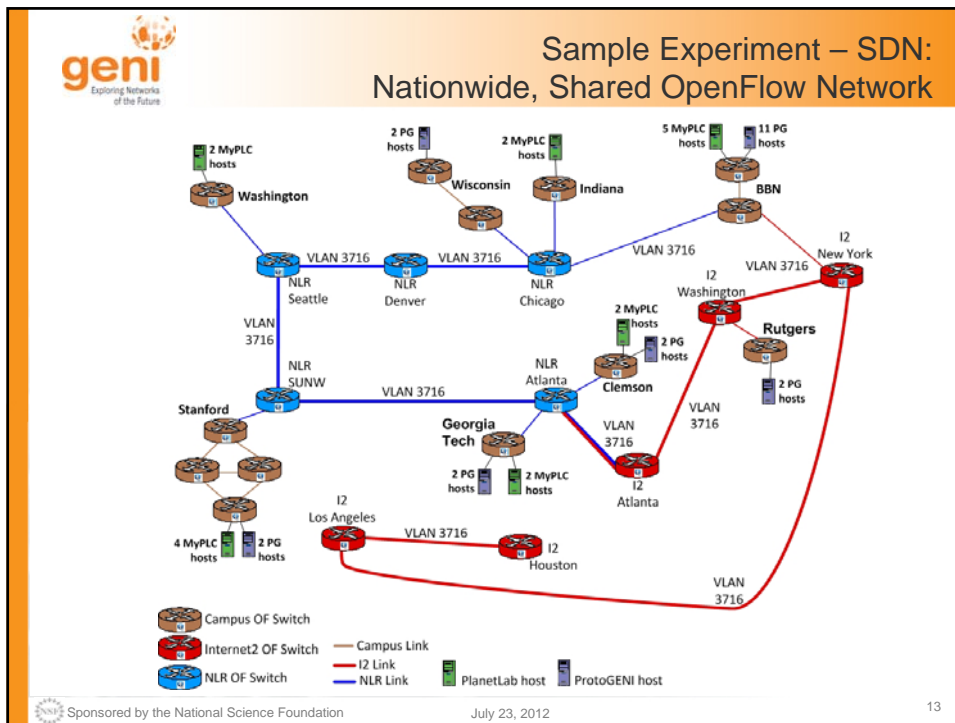 geni
Exploring Networks
of the Future
Sample Experiment – SDN:
Nationwide, Shared OpenFlow Network
2 MyPLC
hosts
Washington
2 PG
hosts
Wisconsin
2 MyPLC
hosts
Indiana
5 MyPLC
hosts
11 PG
hosts
BBN
I2
New York
VLAN 3716
VLAN 3716
VLAN 3716
VLAN 3716
NLR
Seattle
NLR
Denver
NLR
Chicago
I2
Washington
VLAN
3716
2 MyPLC
hosts
2 PG
hosts
Rutgers
2 PG
hosts
NLR
SUNW
VLAN 3716
NLR
Atlanta
Clemson
Stanford
Georgia
Tech
VLAN
3716
VLAN
3716
2 PG
hosts
2 MyPLC
hosts
I2
Atlanta
I2
Los Angeles
VLAN 3716
I2
Houston
4 MyPLC
hosts
2 PG
hosts
VLAN
3716
Campus OF Switch
Internet2 OF Switch
NLR OF Switch
Campus Link
I2 Link
NLR Link
PlanetLab host
ProtoGENI host
NSF
Sponsored by the National Science Foundation
July 23, 2012
13